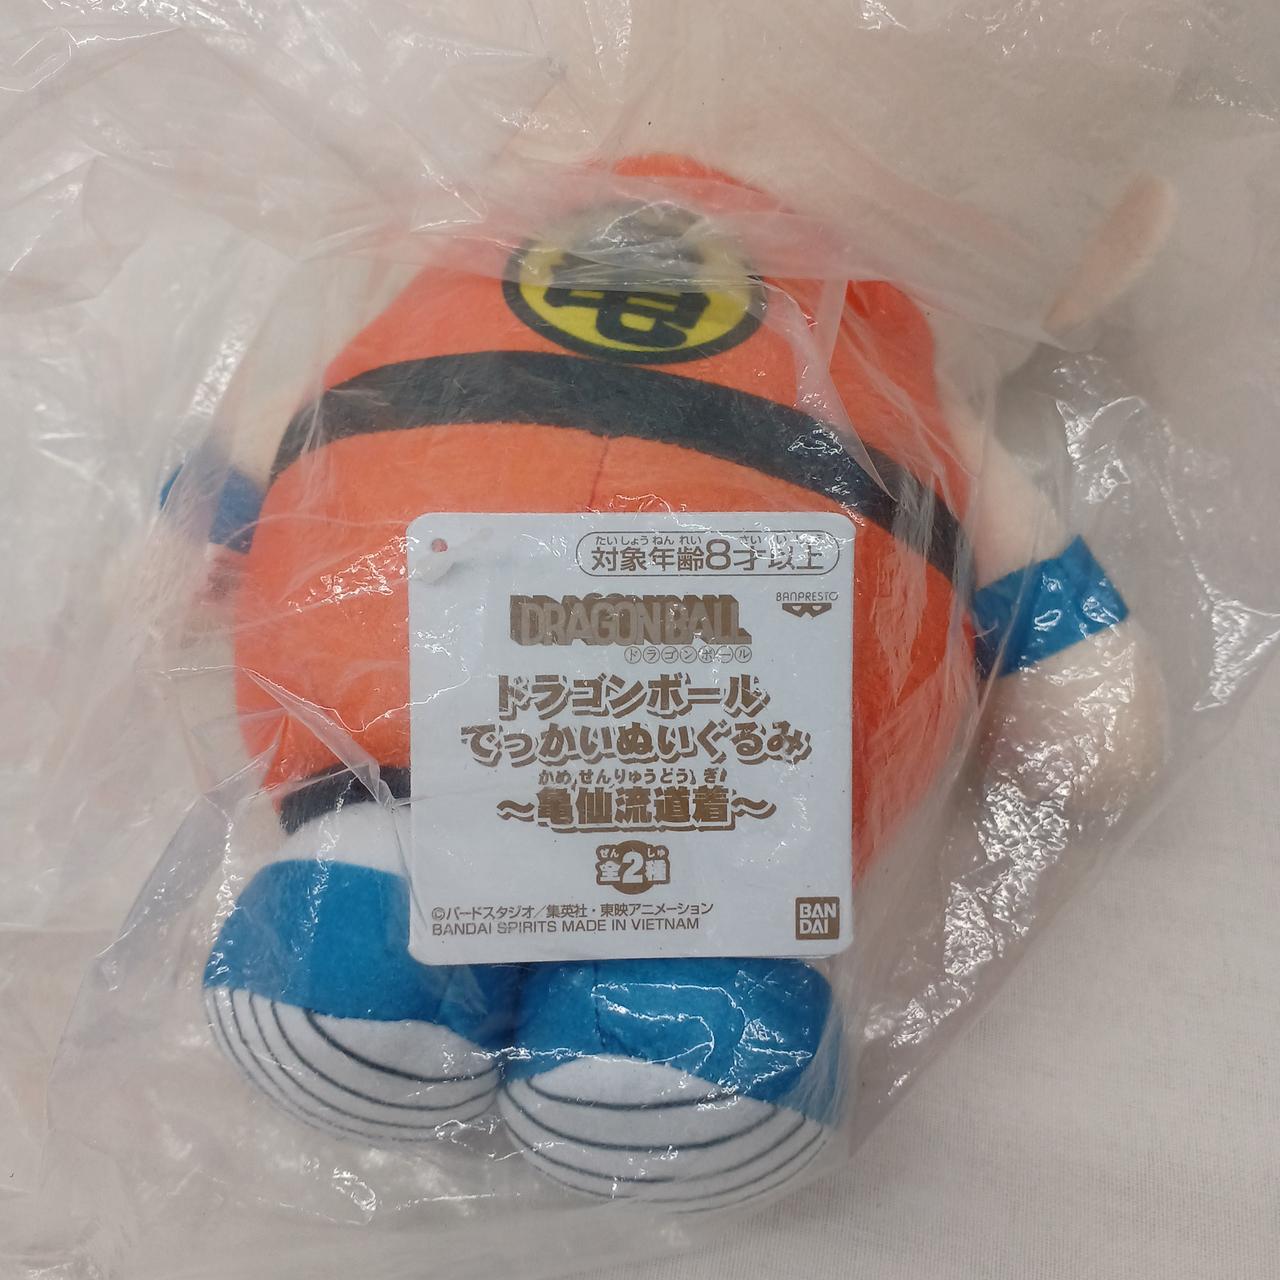 亀
たいしょうねんれい さいいじょう
対象年齢8才以上
BANPRESTO
DRAGON BALL
ドラゴンボール
ドラゴンボール
でっかいぬいぐるみ
かめせんりゅうどうぎ
～亀仙流道着～
ぜん しゅ
全2種
©バードスタジオ/集英社・東映アニメーション
BANDAI SPIRITS MADE IN VIETNAM
BAN
DAI